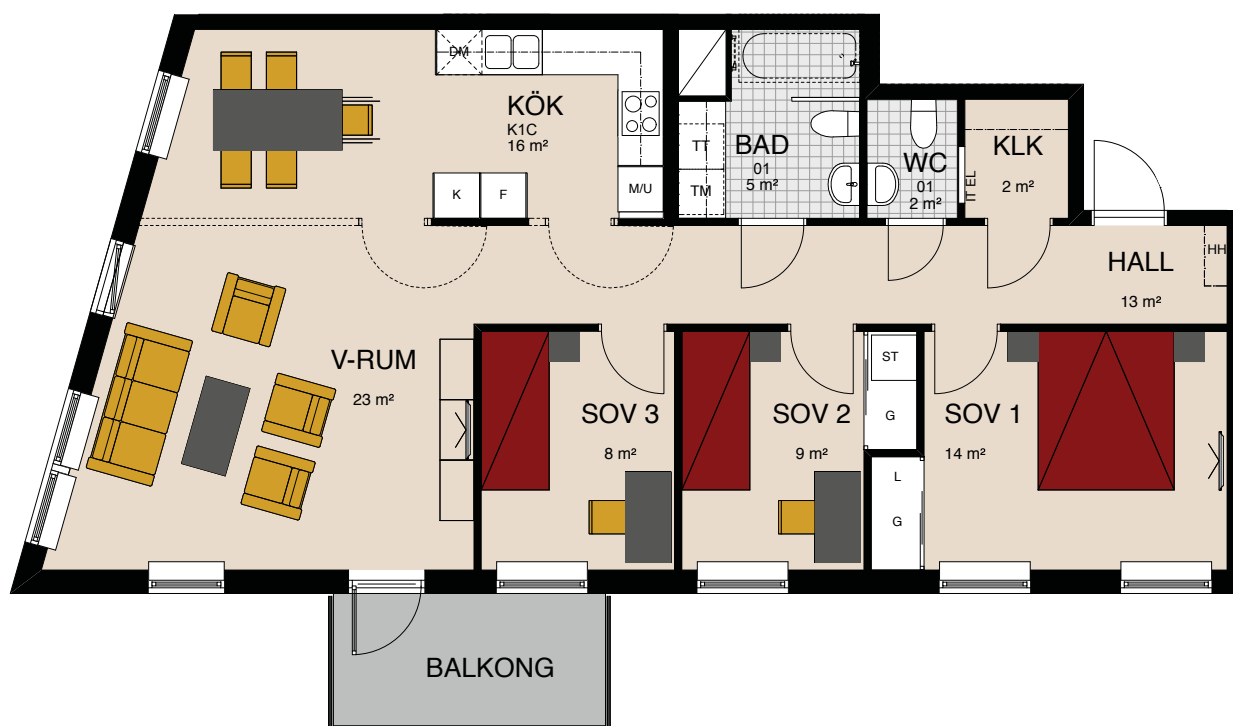 DM
KÖK
K1C
16 m²
K
F
M/U
TT
TM
BAD
01
5 m²
WC
01
2 m²
IT EL
KLK
2 m²
HALL
13 m²
HH
V-RUM
23 m²
SOV 3
8 m²
SOV 2
9 m²
ST
G
L
G
SOV 1
14 m²
BALKONG